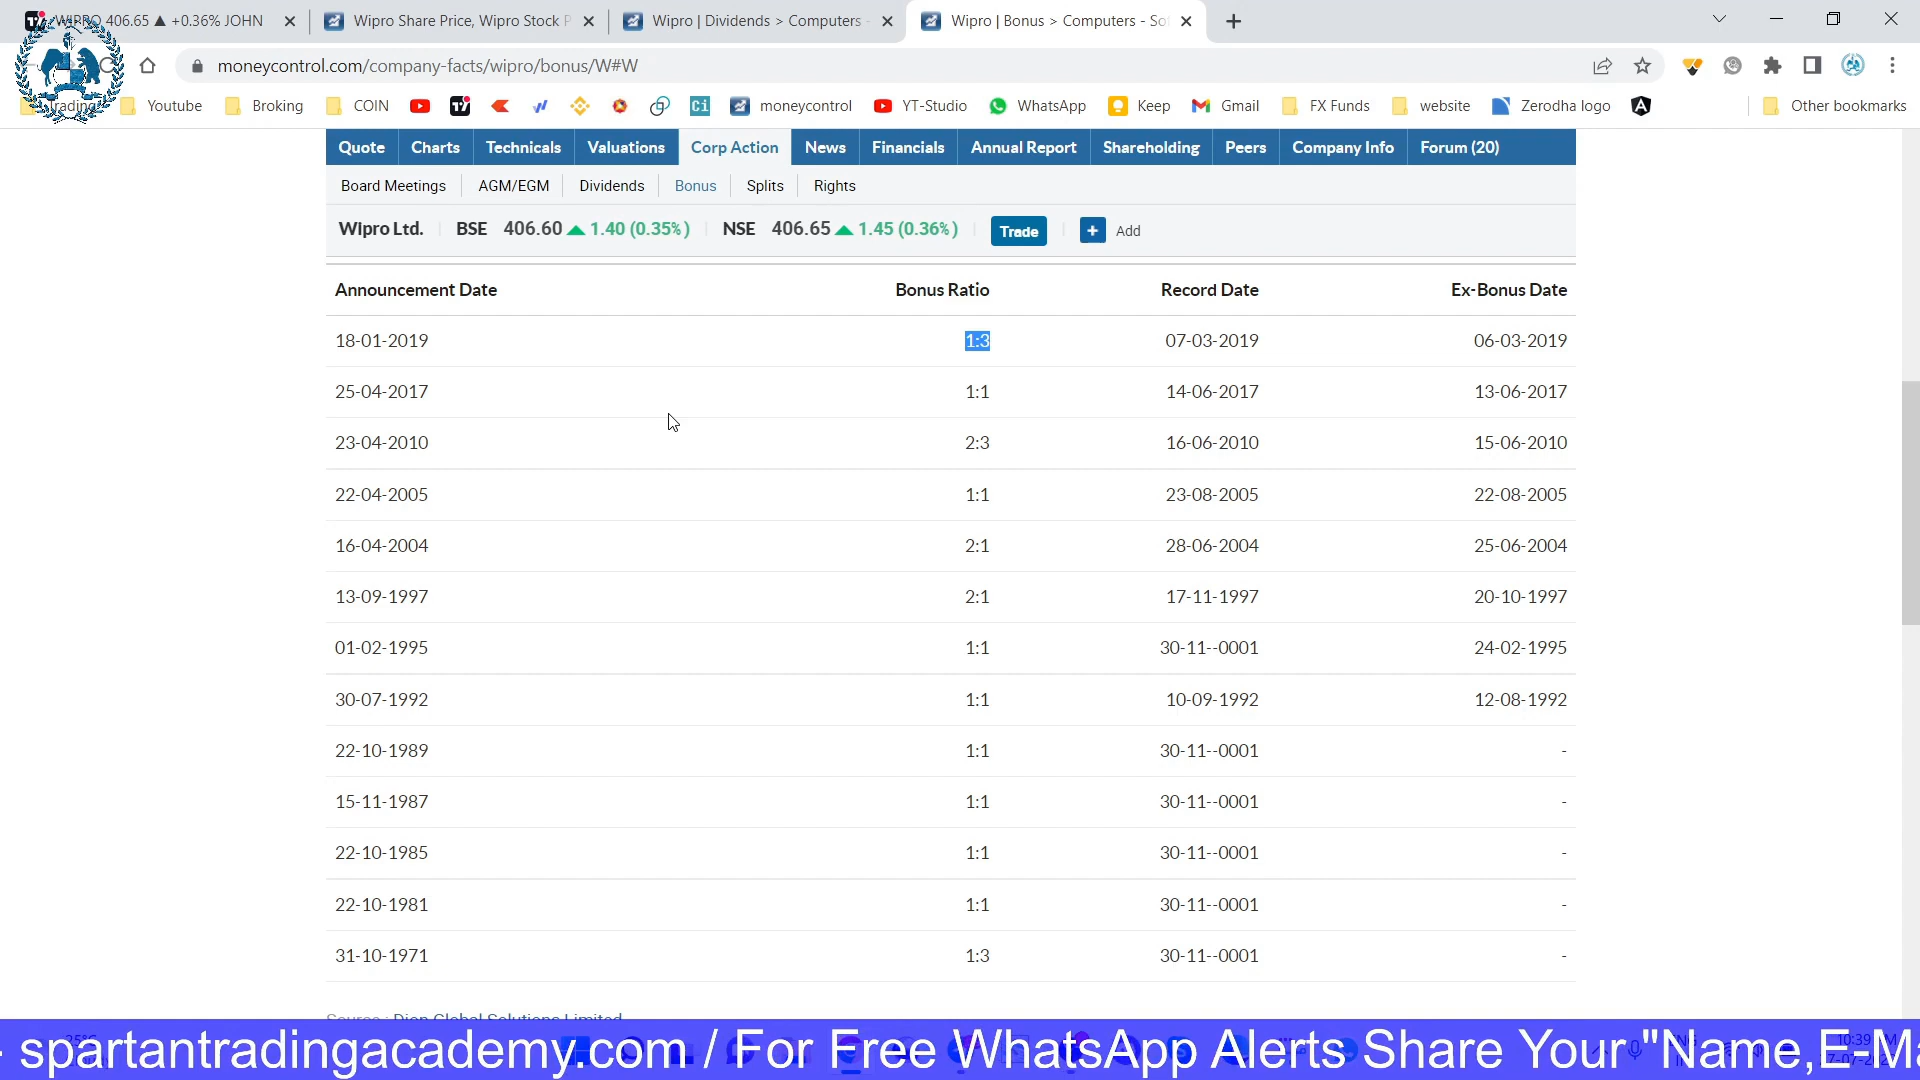 WIPRO 406.65 ▲ +0.36% JOHN
Wipro Share Price, Wipro Stock P
Wipro | Dividends > Computers -
Wipro | Bonus > Computers - Sof
moneycontrol.com/company-facts/wipro/bonus/W#W
Trading Youtube Broking COIN moneycontrol YT-Studio WhatsApp Keep Gmail FX Funds website Zerodha logo Other bookmarks
Quote Charts Technicals Valuations Corp Action News Financials Annual Report Shareholding Peers Company Info Forum (20)
Board Meetings AGM/EGM Dividends Bonus Splits Rights
Wipro Ltd. BSE 406.60 ▲ 1.40 (0.35%) NSE 406.65 ▲ 1.45 (0.36%) Trade + Add
Announcement Date Bonus Ratio Record Date Ex-Bonus Date
18-01-2019 1:3 07-03-2019 06-03-2019
25-04-2017 1:1 14-06-2017 13-06-2017
23-04-2010 2:3 16-06-2010 15-06-2010
22-04-2005 1:1 23-08-2005 22-08-2005
16-04-2004 2:1 28-06-2004 25-06-2004
13-09-1997 2:1 17-11-1997 20-10-1997
01-02-1995 1:1 30-11--0001 24-02-1995
30-07-1992 1:1 10-09-1992 12-08-1992
22-10-1989 1:1 30-11--0001 -
15-11-1987 1:1 30-11--0001 -
22-10-1985 1:1 30-11--0001 -
22-10-1981 1:1 30-11--0001 -
31-10-1971 1:3 30-11--0001 -
Source : Dion Global Solutions Limited
- spartantradingacademy.com / For Free WhatsApp Alerts Share Your "Name,E-Ma